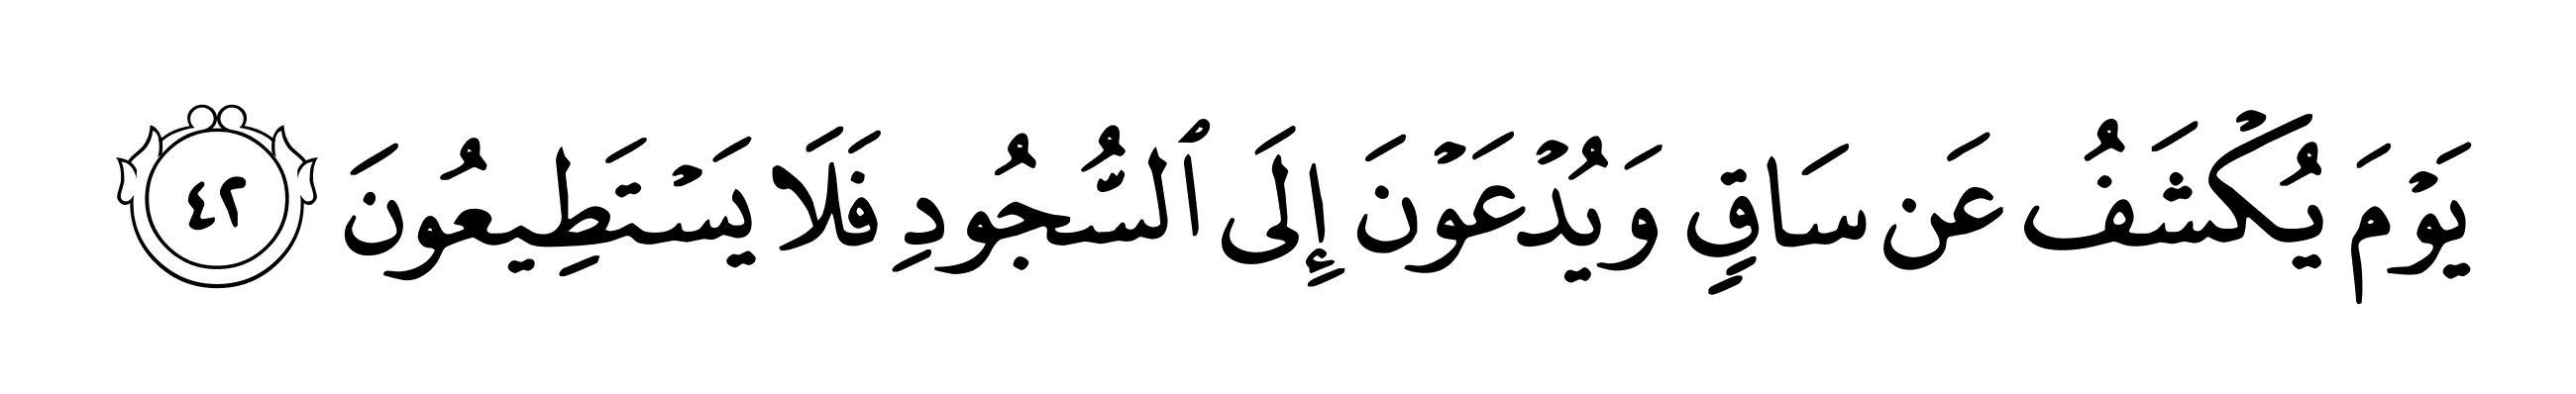 يَوۡمَ يُكۡشَفُ عَن سَاقٍ وَيُدۡعَوۡنَ إِلَى ٱلسُّجُودِ فَلَا يَسۡتَطِيعُونَ ٤٢